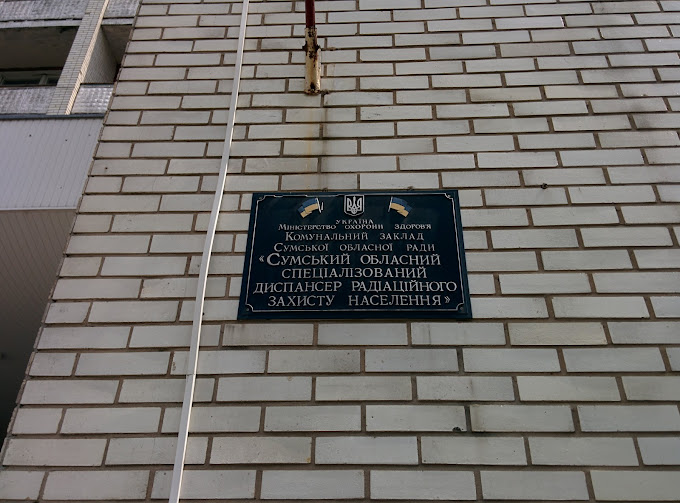 УКРАЇНА
МІНІСТЕРСТВО ОХОРОНИ ЗДОРОВ'Я
КОМУНАЛЬНИЙ ЗАКЛАД
СУМСЬКОЇ ОБЛАСНОЇ РАДИ
«СУМСЬКИЙ ОБЛАСНИЙ
СПЕЦІАЛІЗОВАНИЙ
ДИСПАНСЕР РАДІАЦІЙНОГО
ЗАХИСТУ НАСЕЛЕННЯ»